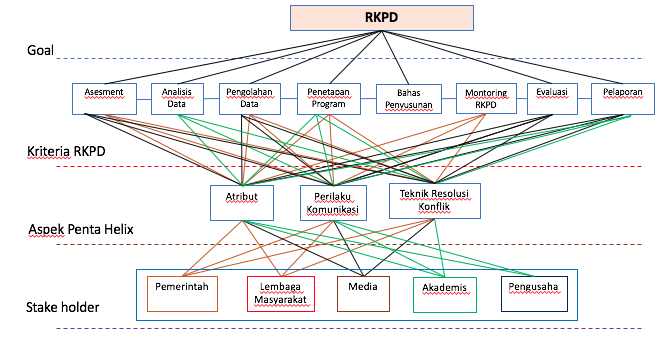 RKPD
Goal
Asesment
Analisis
Data
Pengolahan
Data
Penetapan
Program
Bahas
Penyusunan
Montoring
RKPD
Evaluasi
Pelaporan
Kriteria RKPD
Atribut
Perilaku
Komunikasi
Teknik Resolusi
Konflik
Aspek Penta Helix
Pemerintah
Lembaga
Masyarakat
Media
Akademis
Pengusaha
Stake holder